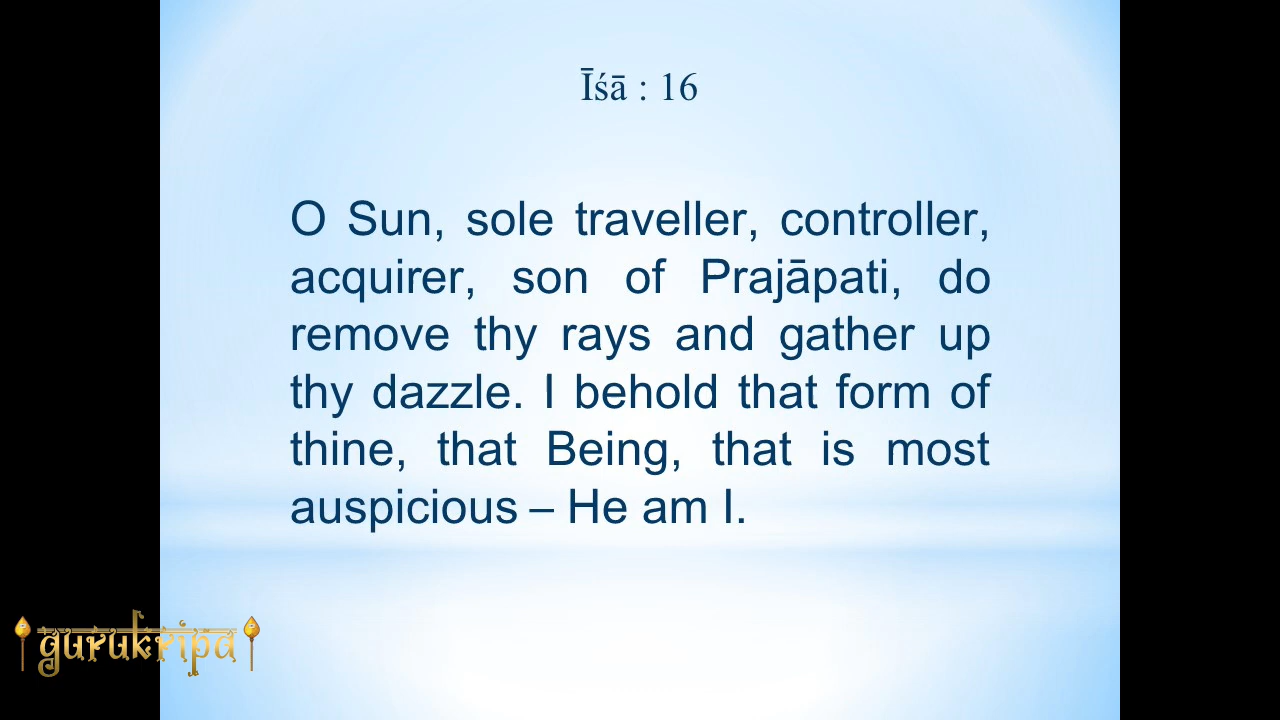 Īśā : 16
O Sun, sole traveller, controller,
acquirer, son of Prajāpati, do
remove thy rays and gather up
thy dazzle. I behold that form of
thine, that Being, that is most
auspicious – He am I.
gurukripa